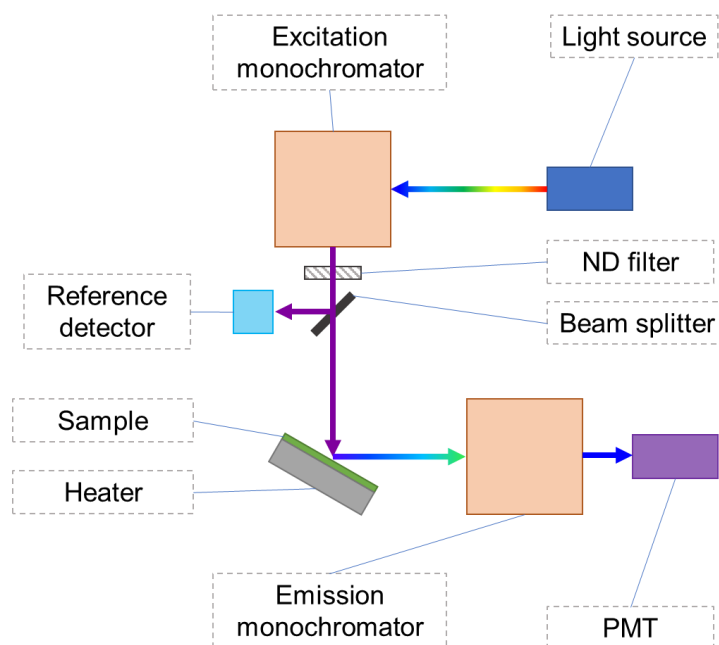 Excitation
monochromator
Light source
ND filter
Reference
detector
Beam splitter
Sample
Heater
Emission
monochromator
PMT